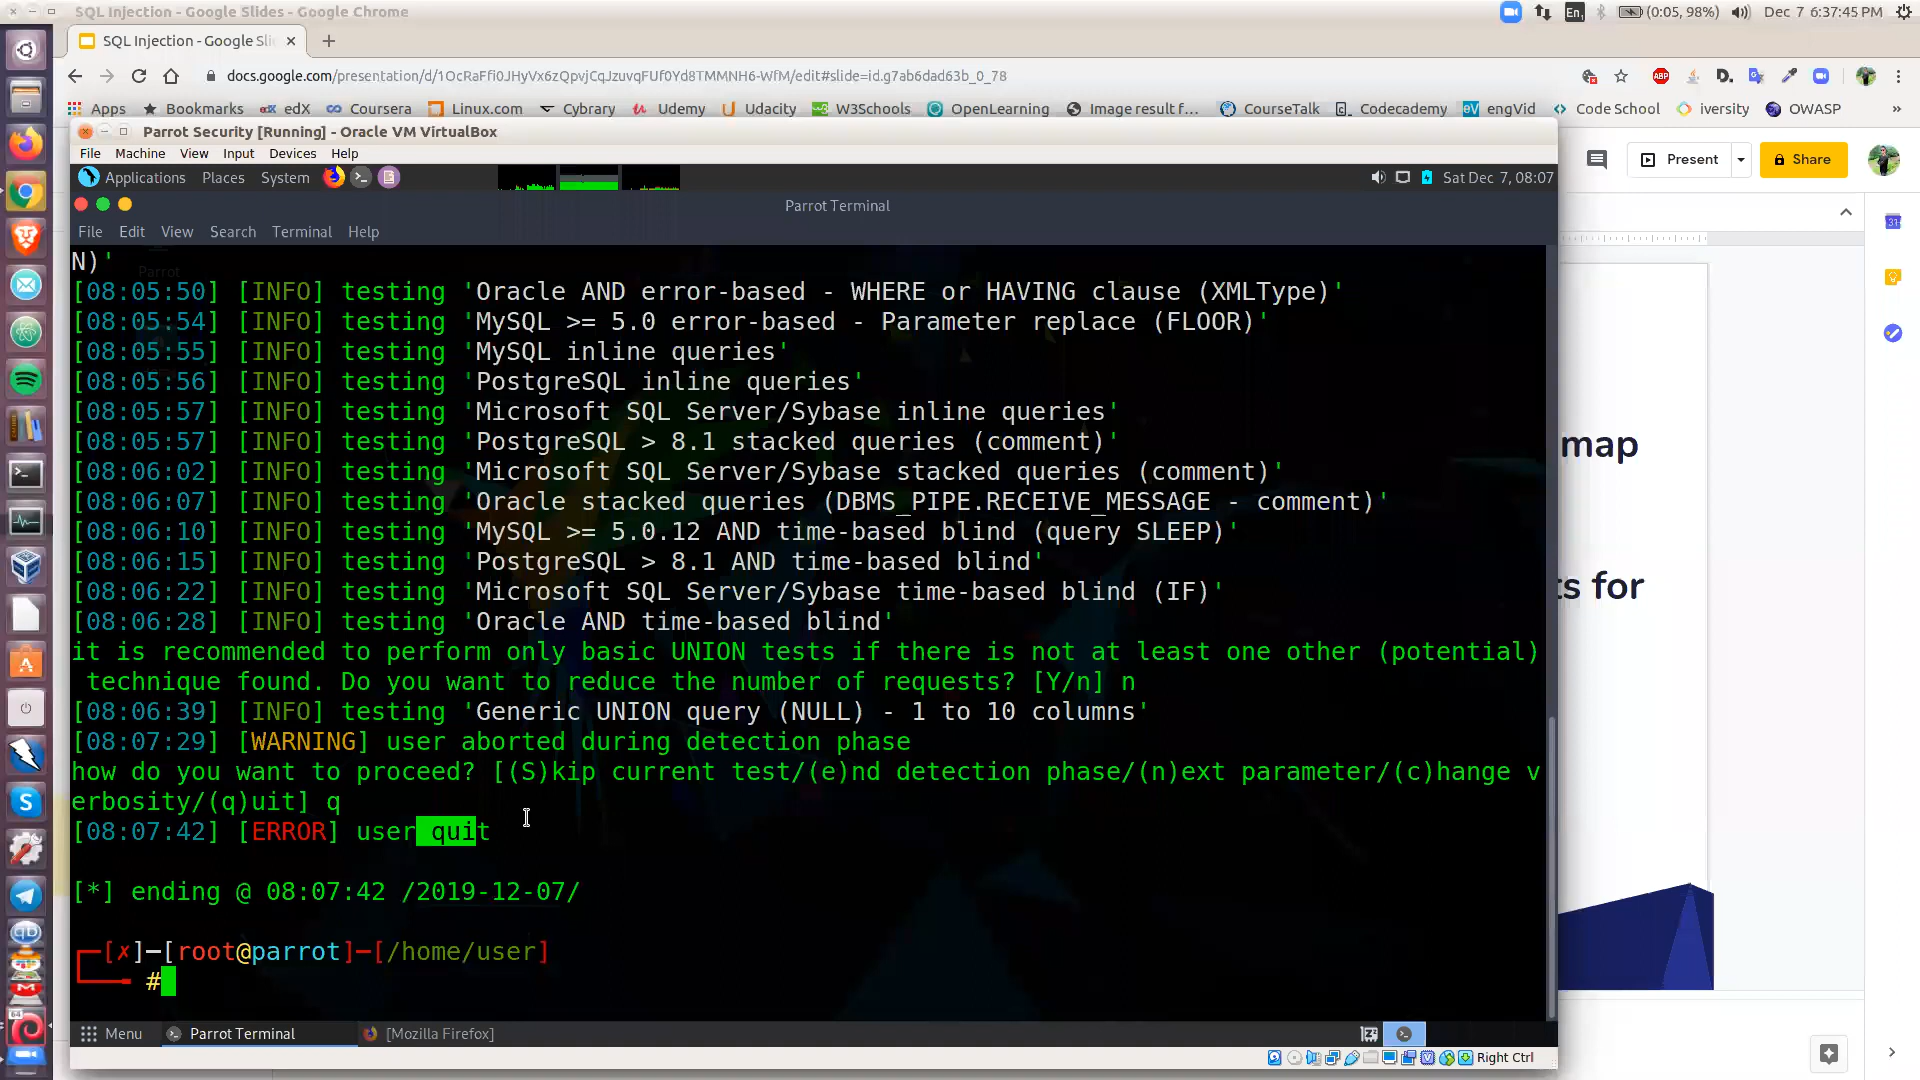 SQL Injection - Google Slides - Google Chrome
En
(0:05, 98%)
Dec 7 6:37:45 PM
SQL Injection - Google Sli
docs.google.com/presentation/d/1OcRaFfi0JHyVx6zQpvjCqJzuvqFUf0Yd8TMMNH6-WfM/edit#slide=id.g7ab6dad63b_0_78
ABP
Apps
Bookmarks
edX
Coursera
Linux.com
Cybrary
Udemy
Udacity
W3Schools
OpenLearning
Image result f...
CourseTalk
Codecademy
engVid
Code School
iversity
OWASP
»
Parrot Security [Running] - Oracle VM VirtualBox
File Machine View Input Devices Help
Present
Share
Applications Places System
Sat Dec 7, 08:07
Parrot Terminal
File Edit View Search Terminal Help
N)'
Parrot
[08:05:50] [INFO] testing 'Oracle AND error-based - WHERE or HAVING clause (XMLType)'
[08:05:54] [INFO] testing 'MySQL >= 5.0 error-based - Parameter replace (FLOOR)'
[08:05:55] [INFO] testing 'MySQL inline queries'
[08:05:56] [INFO] testing 'PostgreSQL inline queries'
[08:05:57] [INFO] testing 'Microsoft SQL Server/Sybase inline queries'
[08:05:57] [INFO] testing 'PostgreSQL > 8.1 stacked queries (comment)'
[08:06:02] [INFO] testing 'Microsoft SQL Server/Sybase stacked queries (comment)'
[08:06:07] [INFO] testing 'Oracle stacked queries (DBMS_PIPE.RECEIVE_MESSAGE - comment)'
[08:06:10] [INFO] testing 'MySQL >= 5.0.12 AND time-based blind (query SLEEP)'
[08:06:15] [INFO] testing 'PostgreSQL > 8.1 AND time-based blind'
[08:06:22] [INFO] testing 'Microsoft SQL Server/Sybase time-based blind (IF)'
[08:06:28] [INFO] testing 'Oracle AND time-based blind'
it is recommended to perform only basic UNION tests if there is not at least one other (potential)
technique found. Do you want to reduce the number of requests? [Y/n] n
[08:06:39] [INFO] testing 'Generic UNION query (NULL) - 1 to 10 columns'
[08:07:29] [WARNING] user aborted during detection phase
how do you want to proceed? [(S)kip current test/(e)nd detection phase/(n)ext parameter/(c)hange v
erbosity/(q)uit] q
[08:07:42] [ERROR] user quit
[*] ending @ 08:07:42 /2019-12-07/
[✗]─[root@parrot]─[/home/user]
#
map
ts for
Menu
Parrot Terminal
[Mozilla Firefox]
Right Ctrl